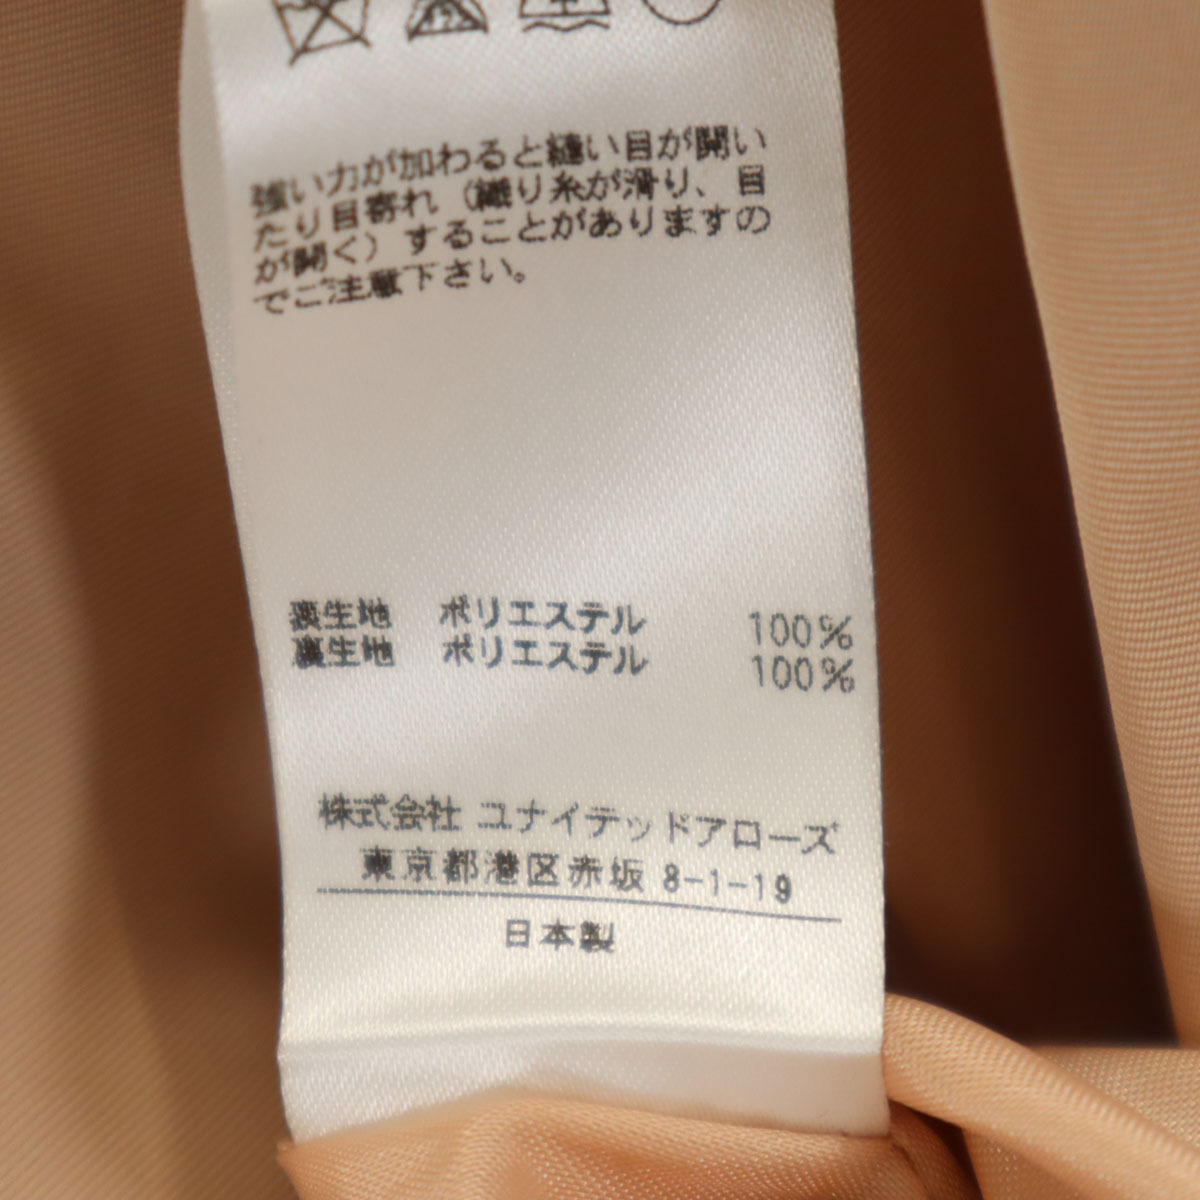 強い力が加わると縫い目が開い
たり目寄れ（織り糸が滑り、目
が開く）することがありますの
でご注意下さい。
表生地 ポリエステル 100%
裏生地 ポリエステル 100%
株式会社 ユナイテッドアローズ
東京都港区赤坂 8-1-19
日本製